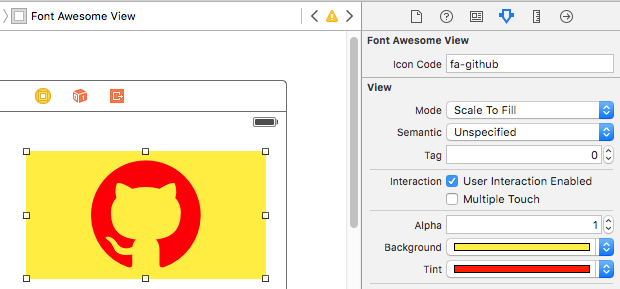 Font Awesome View
Font Awesome View
Icon Code fa-github
View
Mode Scale To Fill
Semantic Unspecified
Tag 0
Interaction User Interaction Enabled
Multiple Touch
Alpha 1
Background
Tint